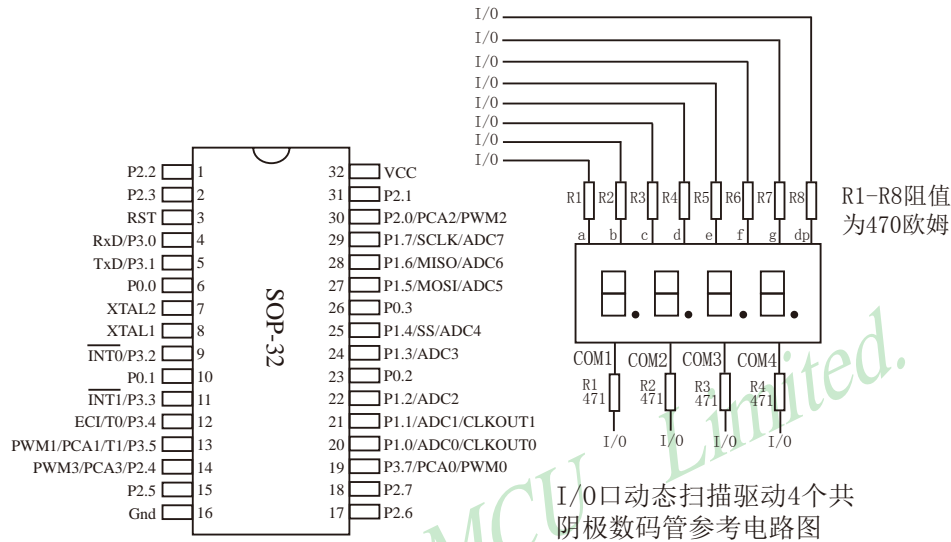 P2.2 1
P2.3 2
RST 3
RxD/P3.0 4
TxD/P3.1 5
P0.0 6
XTAL2 7
XTAL1 8
INT0/P3.2 9
P0.1 10
INT1/P3.3 11
ECI/T0/P3.4 12
PWM1/PCA1/T1/P3.5 13
PWM3/PCA3/P2.4 14
P2.5 15
Gnd 16
SOP-32
32 VCC
31 P2.1
30 P2.0/PCA2/PWM2
29 P1.7/SCLK/ADC7
28 P1.6/MISO/ADC6
27 P1.5/MOSI/ADC5
26 P0.3
25 P1.4/SS/ADC4
24 P1.3/ADC3
23 P0.2
22 P1.2/ADC2
21 P1.1/ADC1/CLKOUT1
20 P1.0/ADC0/CLKOUT0
19 P3.7/PCA0/PWM0
18 P2.7
17 P2.6
I/O
I/O
I/O
I/O
I/O
I/O
I/O
I/O
R1 R2 R3 R4 R5 R6 R7 R8
R1-R8阻值
为470欧姆
a b c d e f g dp
8. 8. 8. 8.
COM1 COM2 COM3 COM4
R1 R2 R3 R4
471 471 471 471
I/O I/O I/O I/O
I/O口动态扫描驱动4个共
阴极数码管参考电路图
MCU Limited.